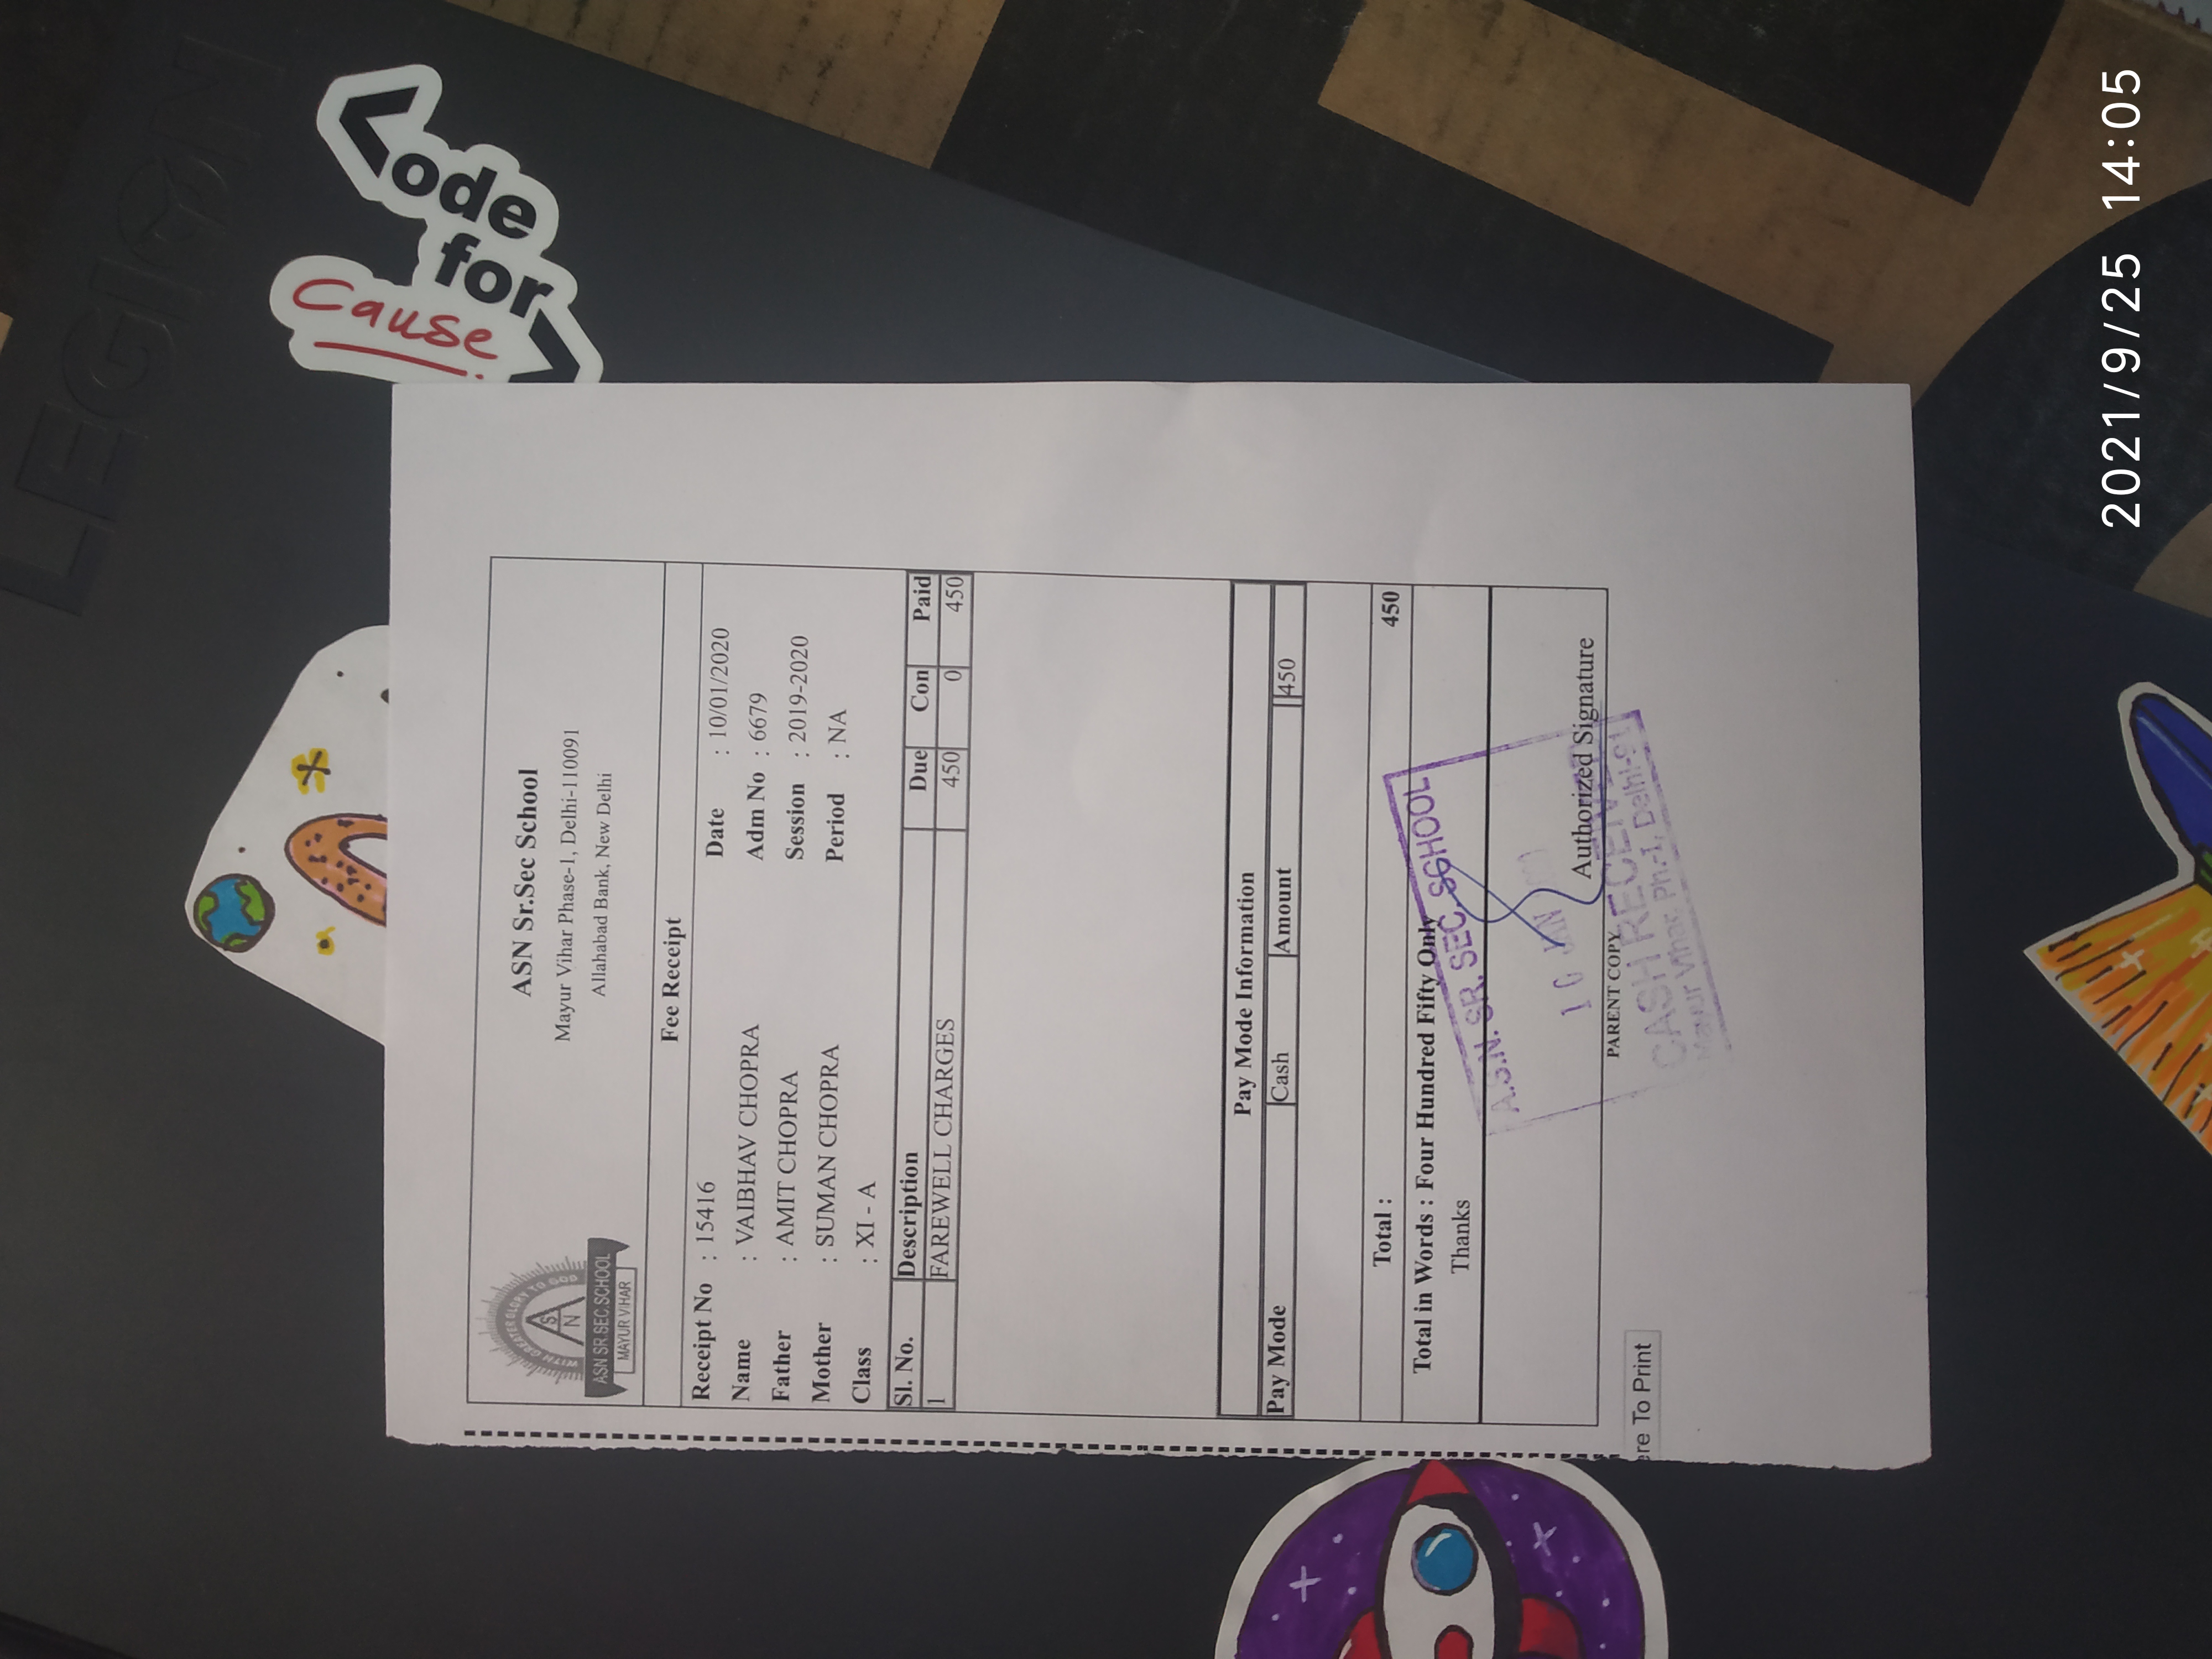 LEGION
Code
for
Cause
WITH GREATER GLORY TO GOD
ASN
ASN SR.SEC.SCHOOL
MAYUR VIHAR
ASN Sr.Sec School
Mayur Vihar Phase-1, Delhi-110091
Allahabad Bank, New Delhi
Fee Receipt
Receipt No : 15416 Date : 10/01/2020
Name : VAIBHAV CHOPRA Adm No : 6679
Father : AMIT CHOPRA Session : 2019-2020
Mother : SUMAN CHOPRA Period : NA
Class : XI - A
Sl. No. Description Due Con Paid
1 FAREWELL CHARGES 450 0 450
Pay Mode Information
Pay Mode Cash Amount 450
Total : 450
Total in Words : Four Hundred Fifty Only
Thanks
A.S.N. SR. SEC. SCHOOL
10 JAN
Authorized Signature
PARENT COPY
CASH RECEIVED
Mayur Vihar. Ph.-I, Delhi-91
ere To Print
2021/9/25 14:05